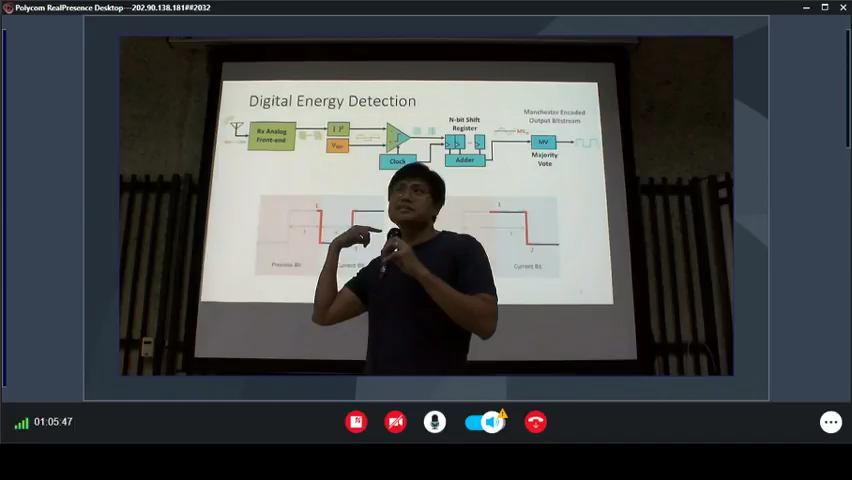 Polycom RealPresence Desktop---202.90.138.181##2032
Digital Energy Detection
Rx Analog
Front-end
| |²
V
Clock
N-bit Shift
Register
Adder
Manchester Encoded
Output Bitstream
MV
Majority
Vote
Previous Bit
Current Bit
Current Bit
01:05:47